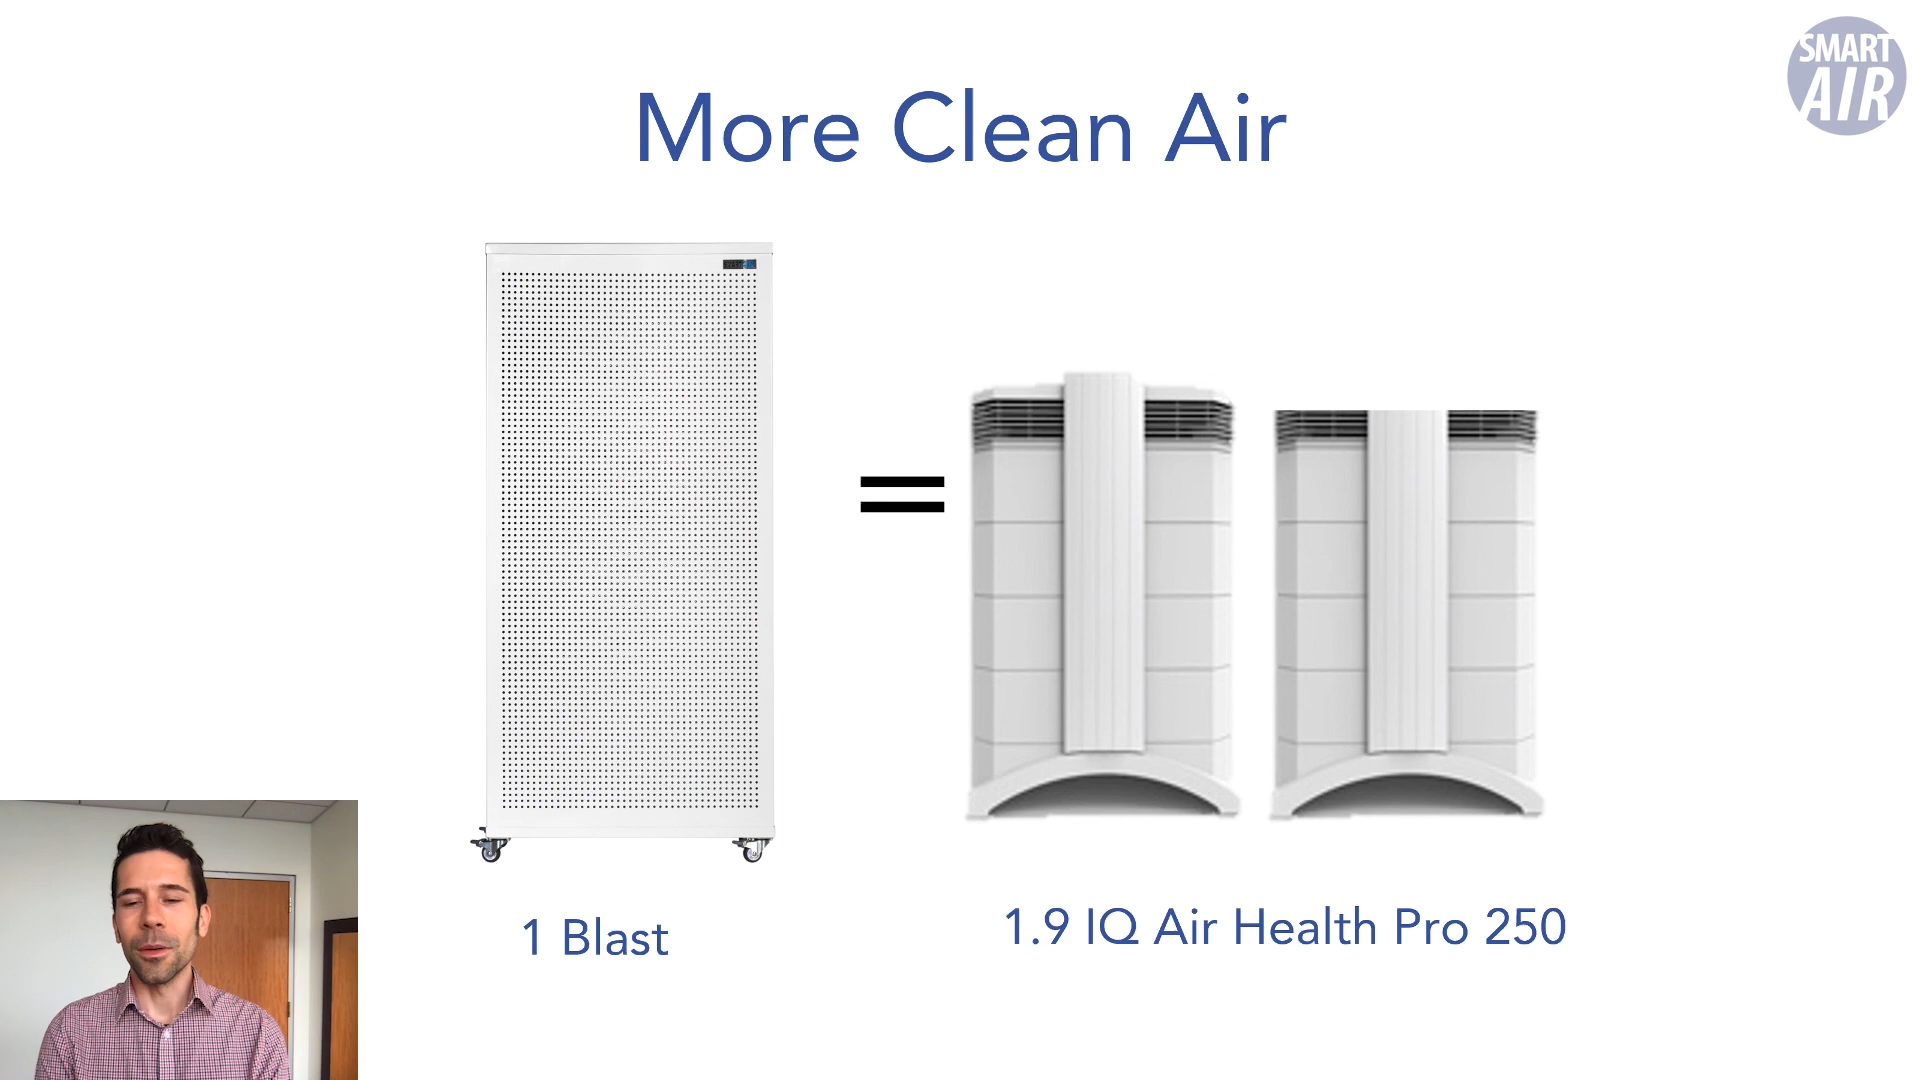 SMART
AIR
More Clean Air
=
1 Blast
1.9 IQ Air Health Pro 250